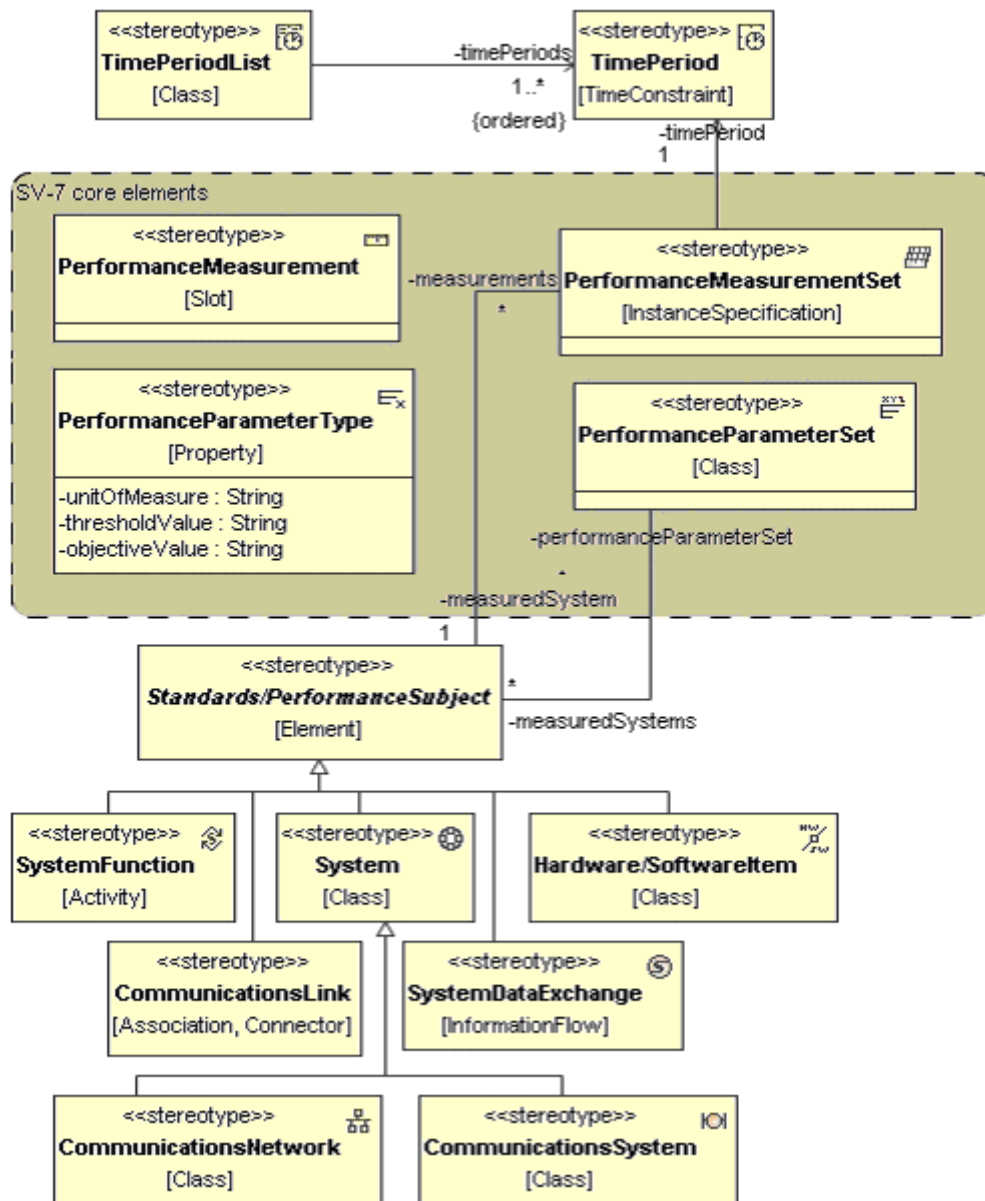 <<stereotype>>
TimePeriodList
[Class]
-timePeriods
1..*
{ordered}
<<stereotype>>
TimePeriod
[TimeConstraint]
-timePeriod
1
SV-7 core elements
<<stereotype>>
PerformanceMeasurement
[Slot]
-measurements
*
<<stereotype>>
PerformanceMeasurementSet
[InstanceSpecification]
<<stereotype>>
PerformanceParameterType
[Property]
-unitOfMeasure : String
-thresholdValue : String
-objectiveValue : String
<<stereotype>>
XYZ
PerformanceParameterSet
[Class]
-performanceParameterSet
*
-measuredSystem
1
<<stereotype>>
Standards/PerformanceSubject
[Element]
*
-measuredSystems
<<stereotype>>
S
SystemFunction
[Activity]
<<stereotype>>
System
[Class]
<<stereotype>>
HW
SW
Hardware/SoftwareItem
[Class]
<<stereotype>>
CommunicationsLink
[Association, Connector]
<<stereotype>>
S
SystemDataExchange
[InformationFlow]
<<stereotype>>
CommunicationsNetwork
[Class]
<<stereotype>>
CommunicationsSystem
[Class]